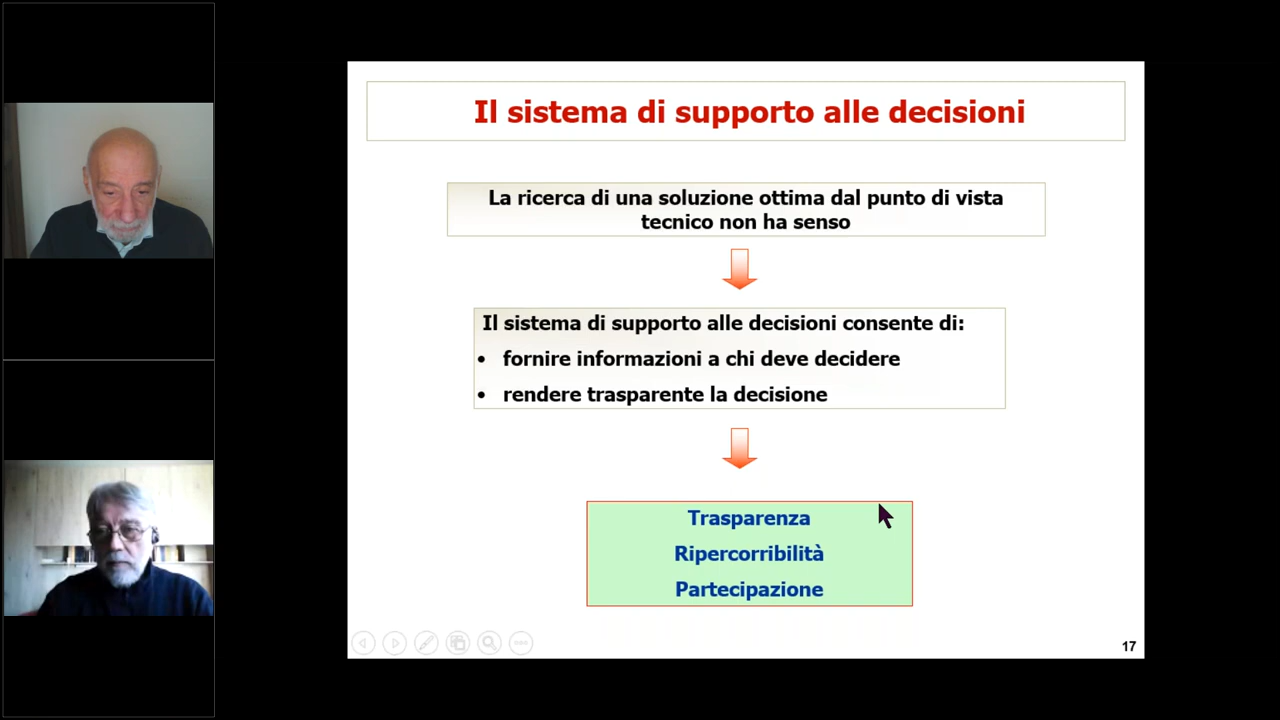 Il sistema di supporto alle decisioni
La ricerca di una soluzione ottima dal punto di vista
tecnico non ha senso
Il sistema di supporto alle decisioni consente di:
• fornire informazioni a chi deve decidere
• rendere trasparente la decisione
Trasparenza
Ripercorribilità
Partecipazione
17